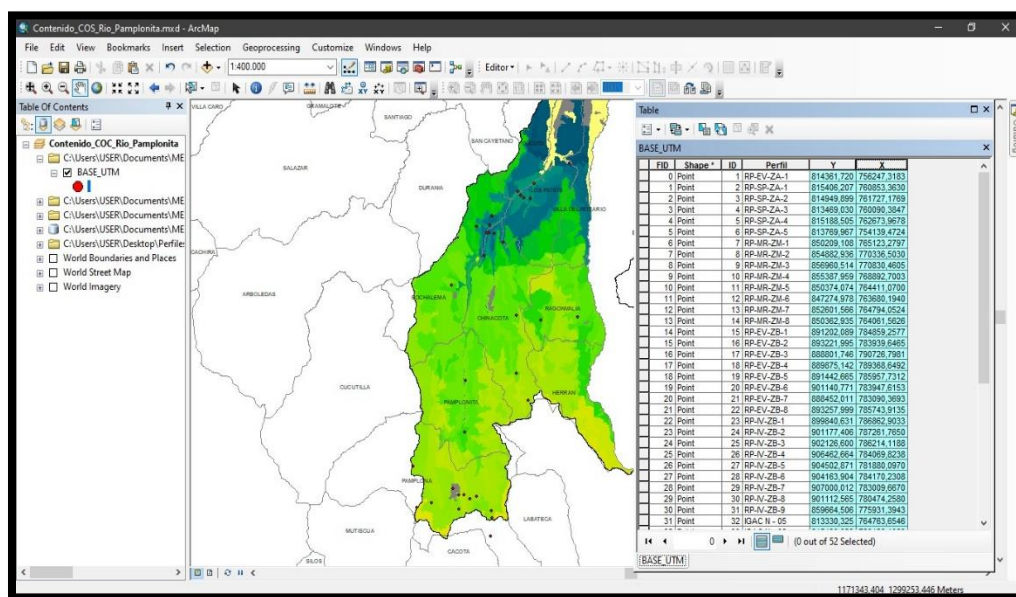 Contenido_COS_Rio_Pamplonita.mxd - ArcMap
File Edit View Bookmarks Insert Selection Geoprocessing Customize Windows Help
1:400.000
Editor
Table Of Contents
Contenido_COC_Rio_Pamplonita
C:\Users\USER\Documents\ME
BASE_UTM
C:\Users\USER\Documents\ME
C:\Users\USER\Documents\ME
C:\Users\USER\Documents\ME
C:\Users\USER\Desktop\Perfile
World Boundaries and Places
World Street Map
World Imagery
VILLA CARO
GRAMALOTE
SANTIAGO
SAN CAYETANO
SALAZAR
DURANIA
LOS PATIOS
VILLA DEL ROSARIO
CACHIRA
ARBOLEDAS
BOCHALEMA
CHINACOTA
RAGONVALIA
CUCUTILLA
HERRAN
PAMPLONITA
PAMPLONA
LABATECA
MUTISCUA
CACOTA
SILOS
Table
BASE_UTM
FID Shape * ID Perfil Y X
0 Point 1 RP-EV-ZA-1 814361,720 756247,3183
1 Point 2 RP-SP-ZA-1 815406,207 760853,3630
2 Point 3 RP-SP-ZA-2 814949,899 761727,1769
3 Point 4 RP-SP-ZA-3 813469,030 760090,3847
4 Point 5 RP-SP-ZA-4 815188,505 762673,9678
5 Point 6 RP-SP-ZA-5 813769,967 754139,4724
6 Point 7 RP-MR-ZM-1 850209,108 765123,2797
7 Point 8 RP-MR-ZM-2 854882,936 770336,5030
8 Point 9 RP-MR-ZM-3 856960,514 770830,4605
9 Point 10 RP-MR-ZM-4 855387,959 768892,7003
10 Point 11 RP-MR-ZM-5 850374,074 764411,0700
11 Point 12 RP-MR-ZM-6 847274,978 763680,1940
12 Point 13 RP-MR-ZM-7 852601,566 764794,0524
13 Point 14 RP-MR-ZM-8 850362,935 764061,5626
14 Point 15 RP-EV-ZB-1 891202,089 784859,2577
15 Point 16 RP-EV-ZB-2 893221,995 783939,6465
16 Point 17 RP-EV-ZB-3 888801,746 790726,7981
17 Point 18 RP-EV-ZB-4 889875,142 789368,6492
18 Point 19 RP-EV-ZB-5 891442,665 785957,7312
19 Point 20 RP-EV-ZB-6 901140,771 783947,6153
20 Point 21 RP-EV-ZB-7 888452,011 783090,3693
21 Point 22 RP-EV-ZB-8 893257,999 785743,9135
22 Point 23 RP-IV-ZB-1 899840,631 786862,9033
23 Point 24 RP-IV-ZB-2 901177,406 787261,7650
24 Point 25 RP-IV-ZB-3 902126,600 786214,1188
25 Point 26 RP-IV-ZB-4 906462,664 784069,8238
26 Point 27 RP-IV-ZB-5 904502,871 781880,0970
27 Point 28 RP-IV-ZB-6 904163,904 784170,2308
28 Point 29 RP-IV-ZB-7 907000,012 783009,6670
29 Point 30 RP-IV-ZB-8 901112,565 780474,2580
30 Point 31 RP-IV-ZB-9 859664,506 775931,3943
31 Point 32 IGAC N - 05 813330,325 764763,6546
0 (0 out of 52 Selected)
BASE_UTM
1171343,404 1299253,446 Meters